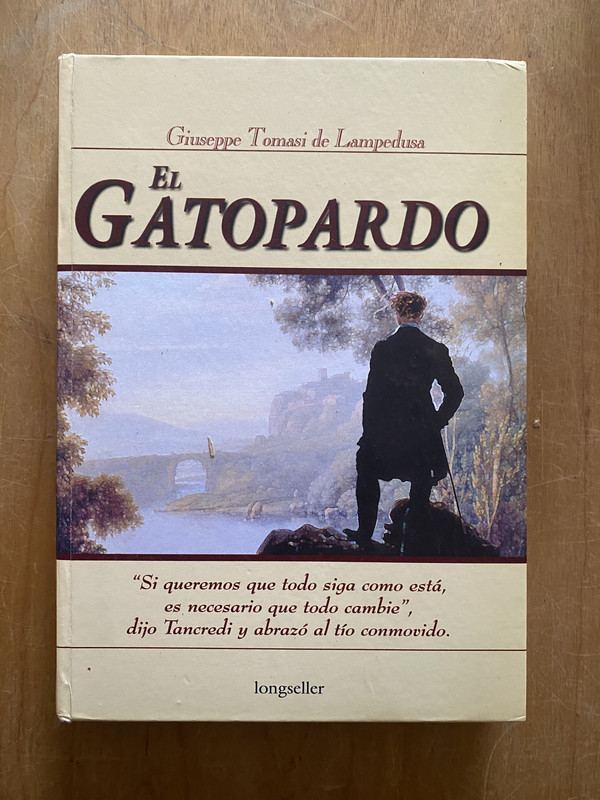 Giuseppe Tomasi de Lampedusa
EL
GATOPARDO
“Si queremos que todo siga como está,
es necesario que todo cambie”,
dijo Tancredi y abrazó al tío conmovido.
longseller